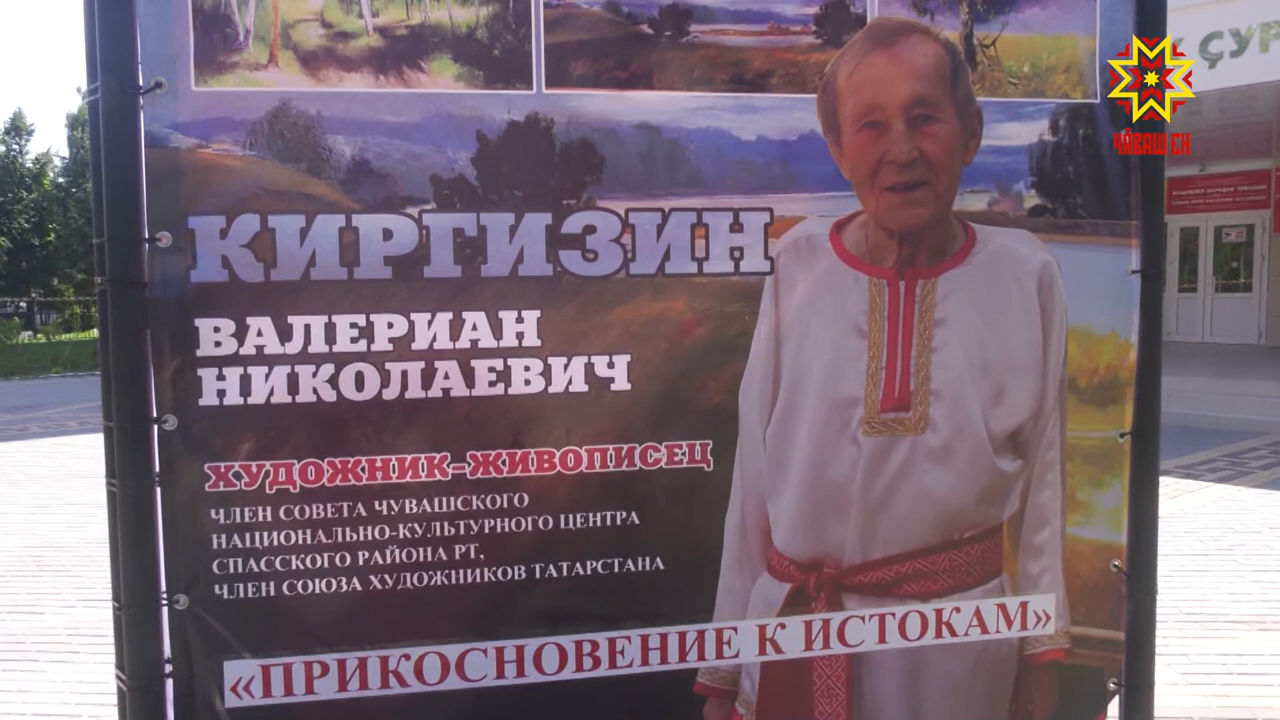 ÇУР
ЧĂВАШ ЕН
КИРГИЗИН
ВАЛЕРИАН
НИКОЛАЕВИЧ
ХУДОЖНИК-ЖИВОПИСЕЦ
ЧЛЕН СОВЕТА ЧУВАШСКОГО
НАЦИОНАЛЬНО-КУЛЬТУРНОГО ЦЕНТРА
СПАССКОГО РАЙОНА РТ,
ЧЛЕН СОЮЗА ХУДОЖНИКОВ ТАТАРСТАНА
«ПРИКОСНОВЕНИЕ К ИСТОКАМ»